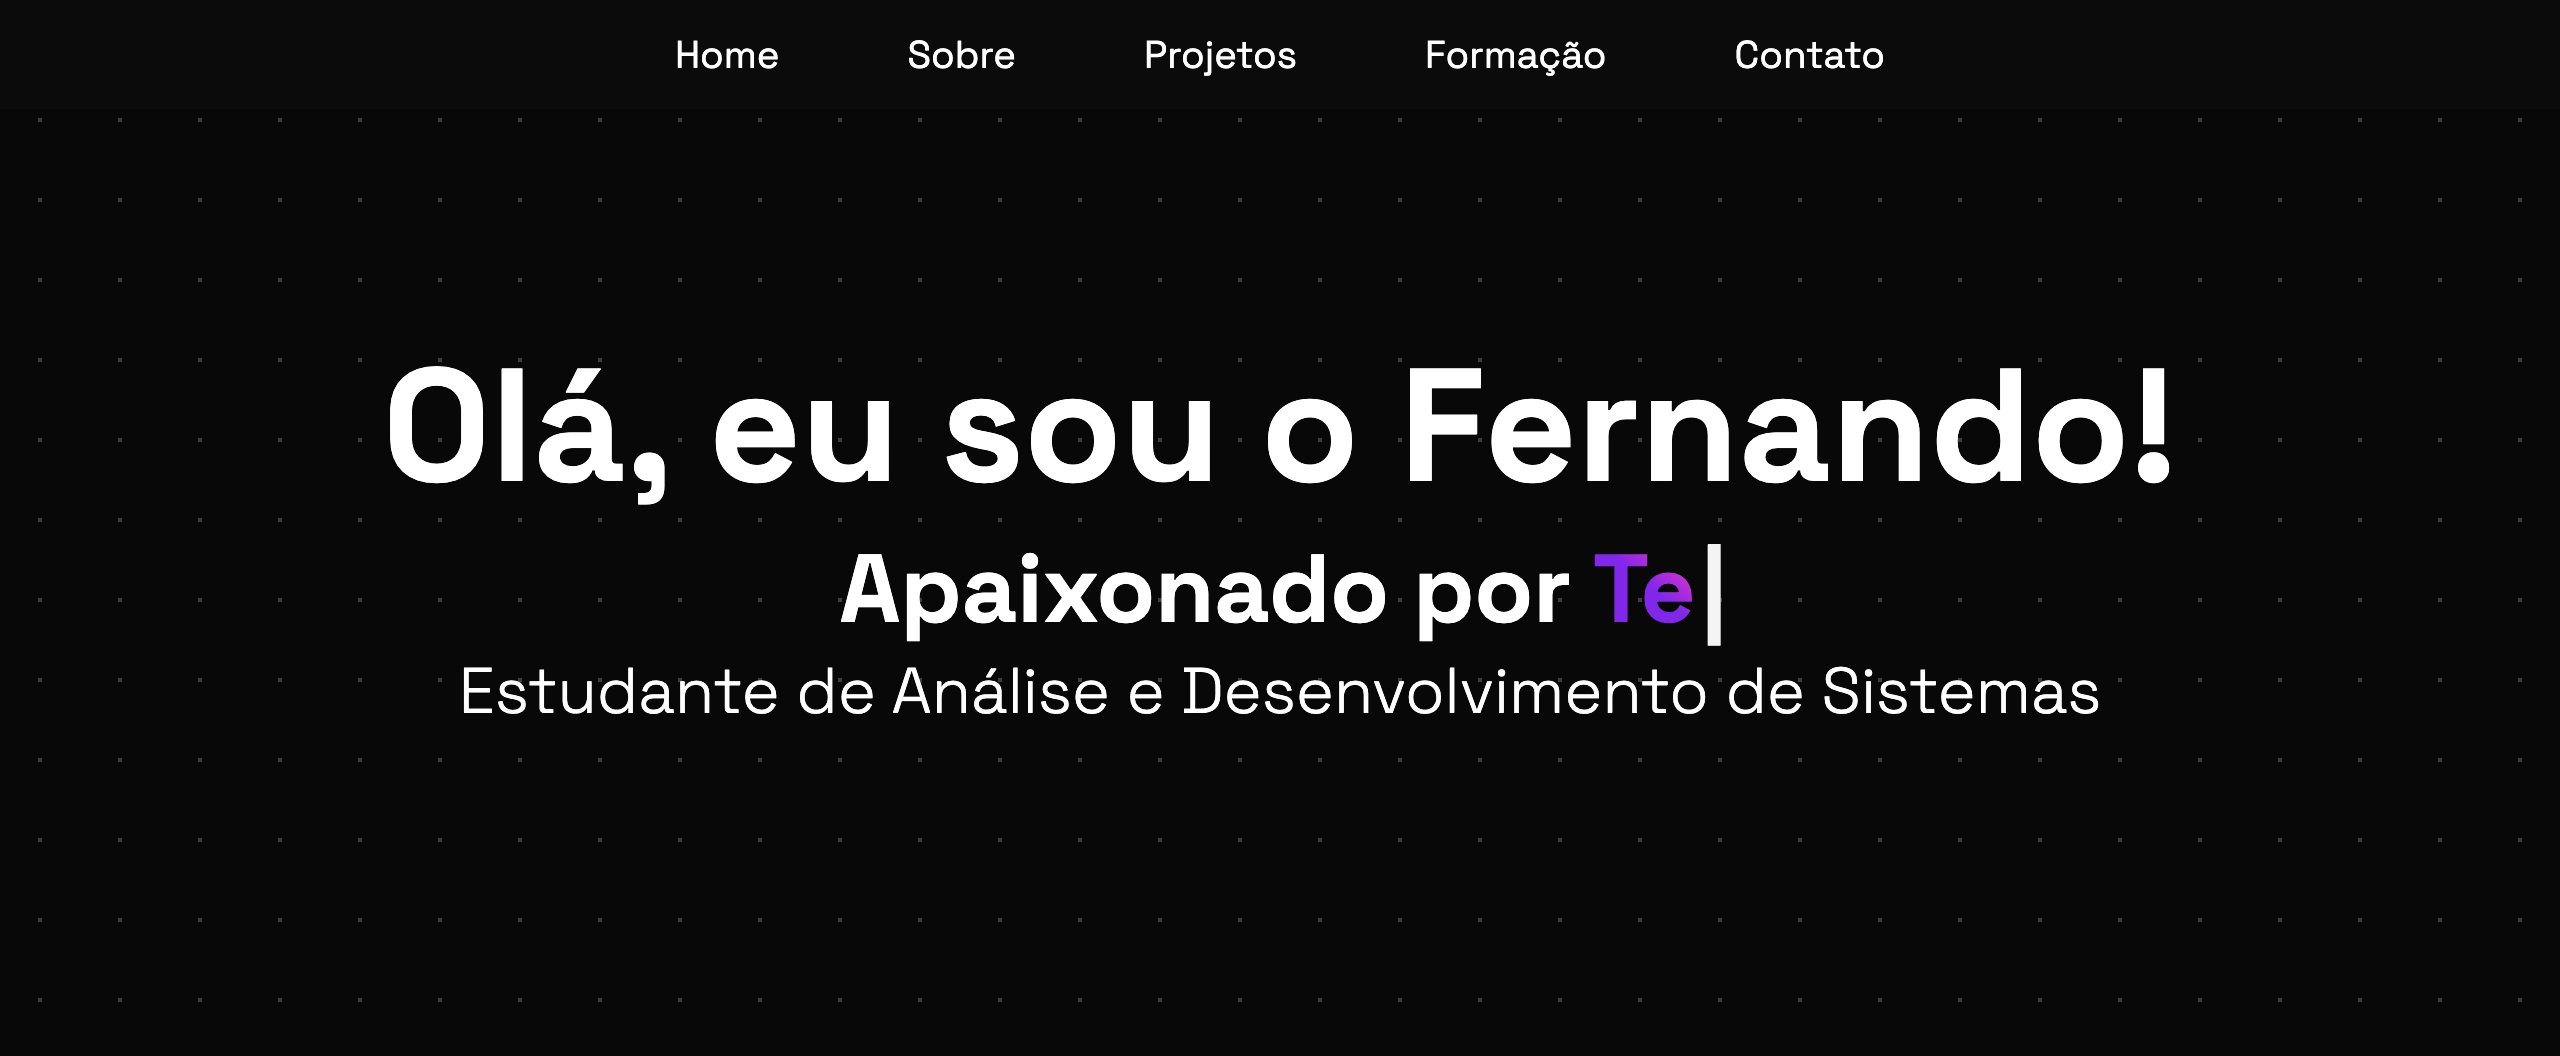 Home Sobre Projetos Formação Contato
Olá, eu sou o Fernando!
Apaixonado por Te|
Estudante de Análise e Desenvolvimento de Sistemas